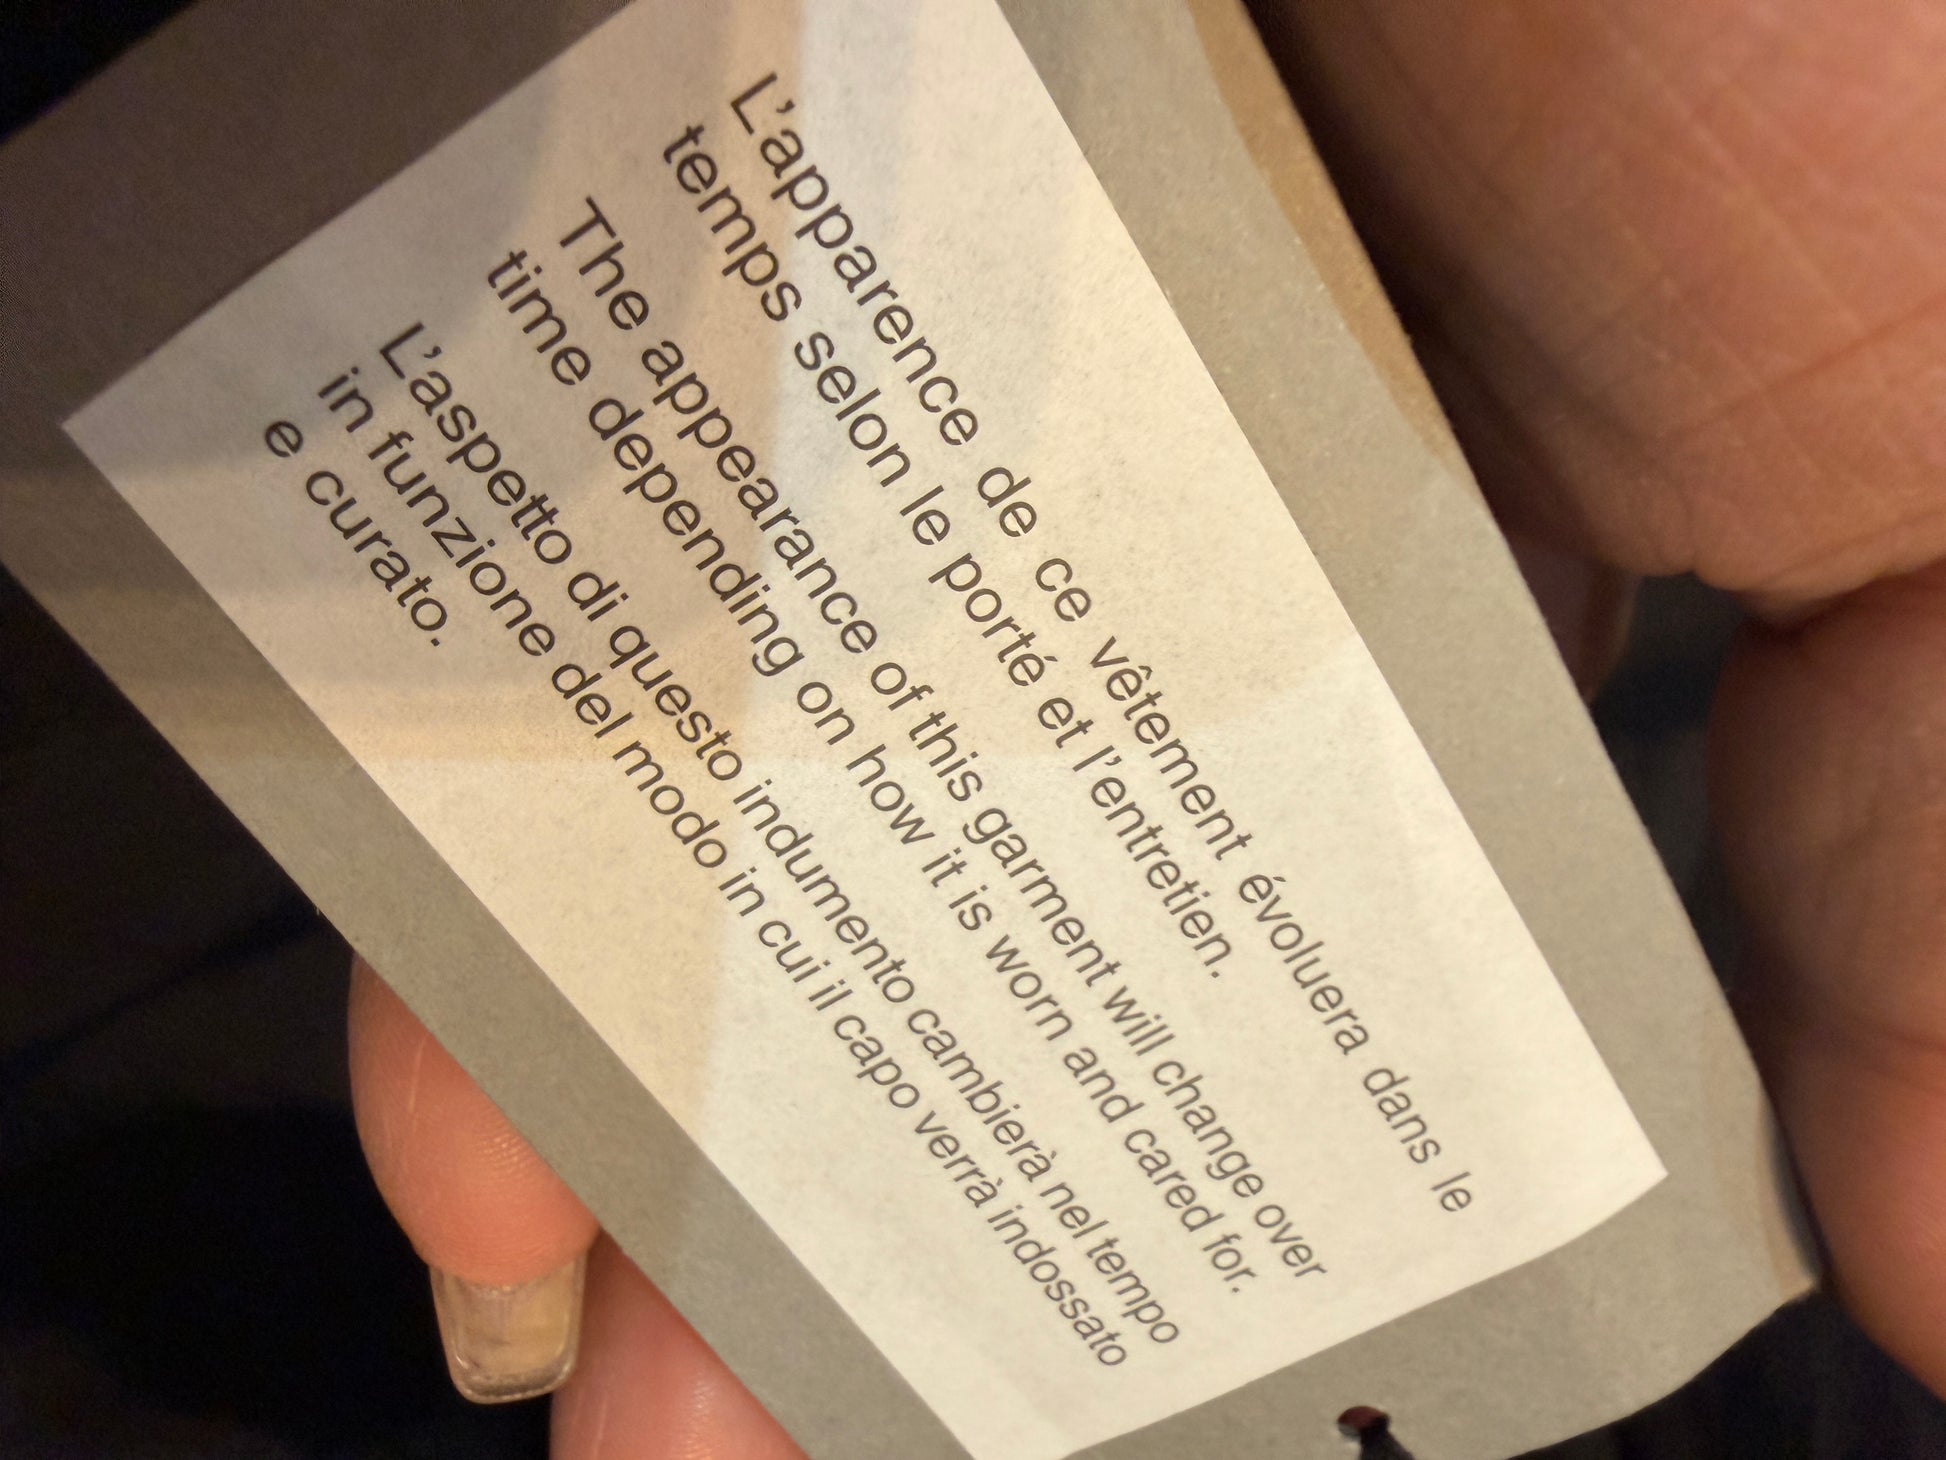 L'apparence de ce vêtement évoluera dans le
temps selon le porté et l'entretien.
The appearance of this garment will change over
time depending on how it is worn and cared for.
L'aspetto di questo indumento cambierà nel tempo
in funzione del modo in cui il capo verrà indossato
e curato.